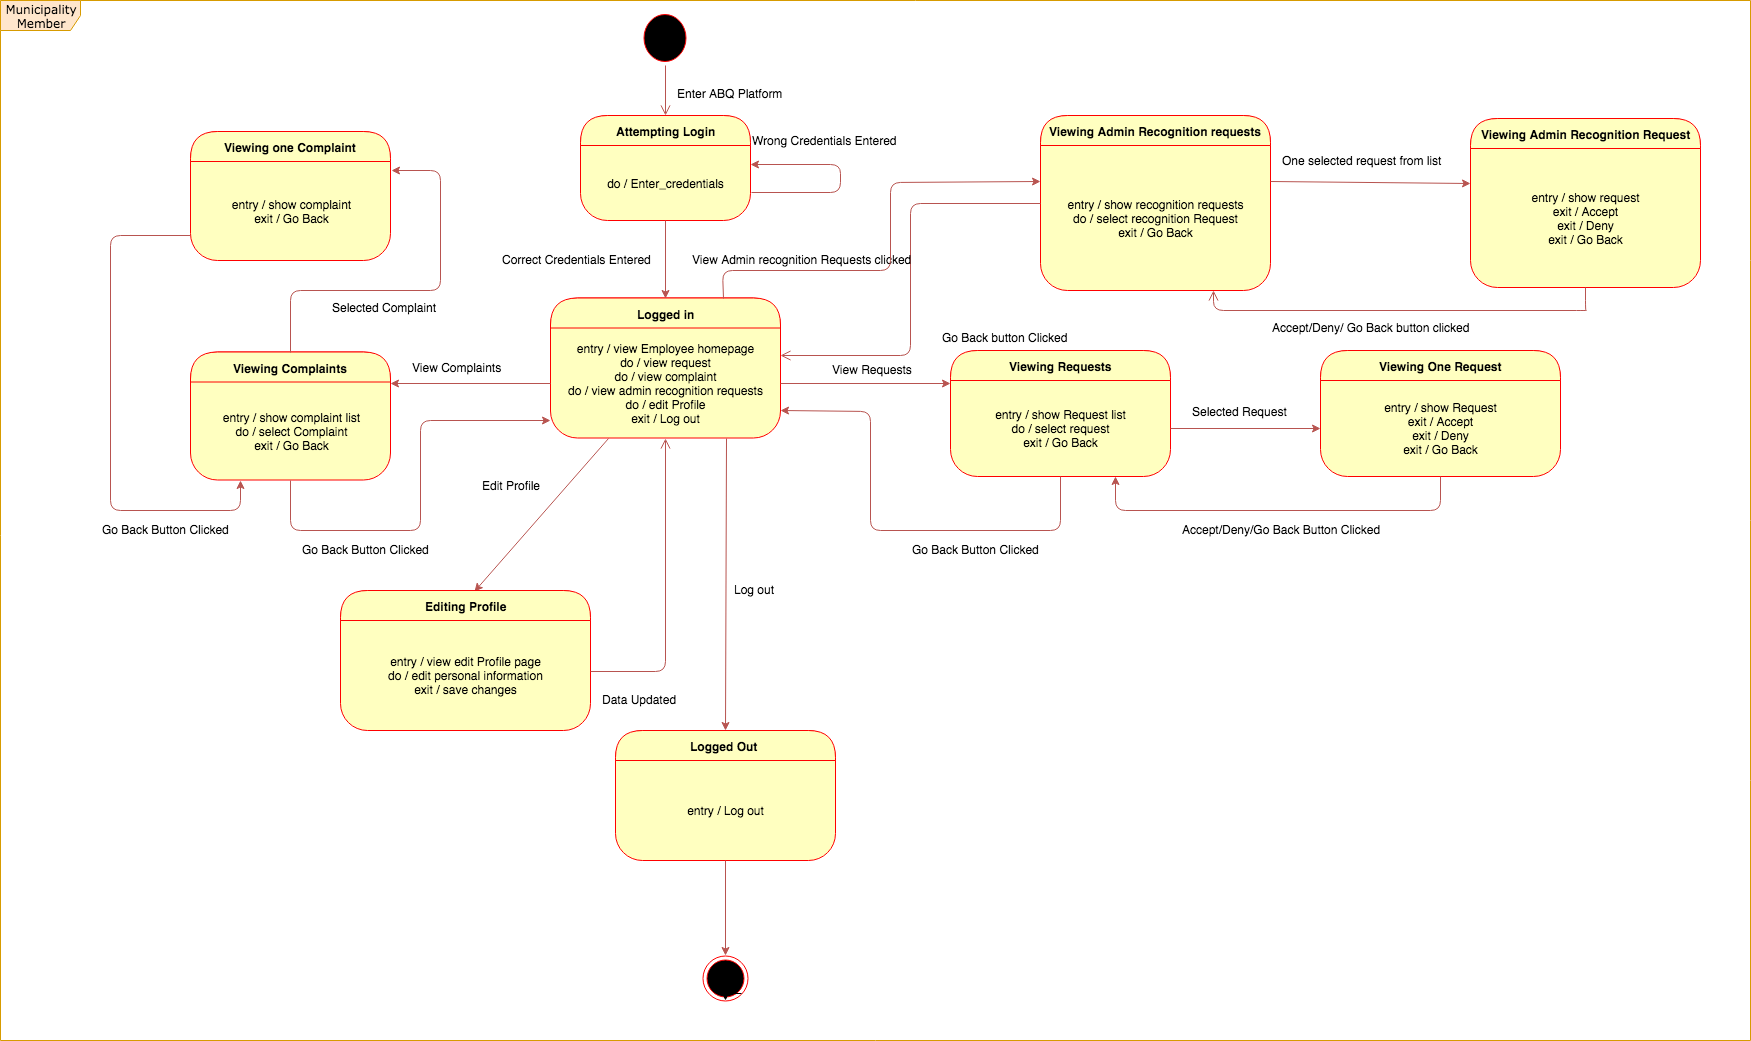 Municipality
Member
Enter ABQ Platform
Attempting Login
do / Enter_credentials
Wrong Credentials Entered
Viewing one Complaint
entry / show complaint
exit / Go Back
Viewing Admin Recognition requests
entry / show recognition requests
do / select recognition Request
exit / Go Back
One selected request from list
Viewing Admin Recognition Request
entry / show request
exit / Accept
exit / Deny
exit / Go Back
Correct Credentials Entered
View Admin recognition Requests clicked
Selected Complaint
Accept/Deny/ Go Back button clicked
Go Back button Clicked
Logged in
entry / view Employee homepage
do / view request
do / view complaint
do / view admin recognition requests
do / edit Profile
exit / Log out
View Complaints
Viewing Complaints
entry / show complaint list
do / select Complaint
exit / Go Back
View Requests
Viewing Requests
entry / show Request list
do / select request
exit / Go Back
Selected Request
Viewing One Request
entry / show Request
exit / Accept
exit / Deny
exit / Go Back
Edit Profile
Go Back Button Clicked
Go Back Button Clicked
Go Back Button Clicked
Accept/Deny/Go Back Button Clicked
Log out
Editing Profile
entry / view edit Profile page
do / edit personal information
exit / save changes
Data Updated
Logged Out
entry / Log out